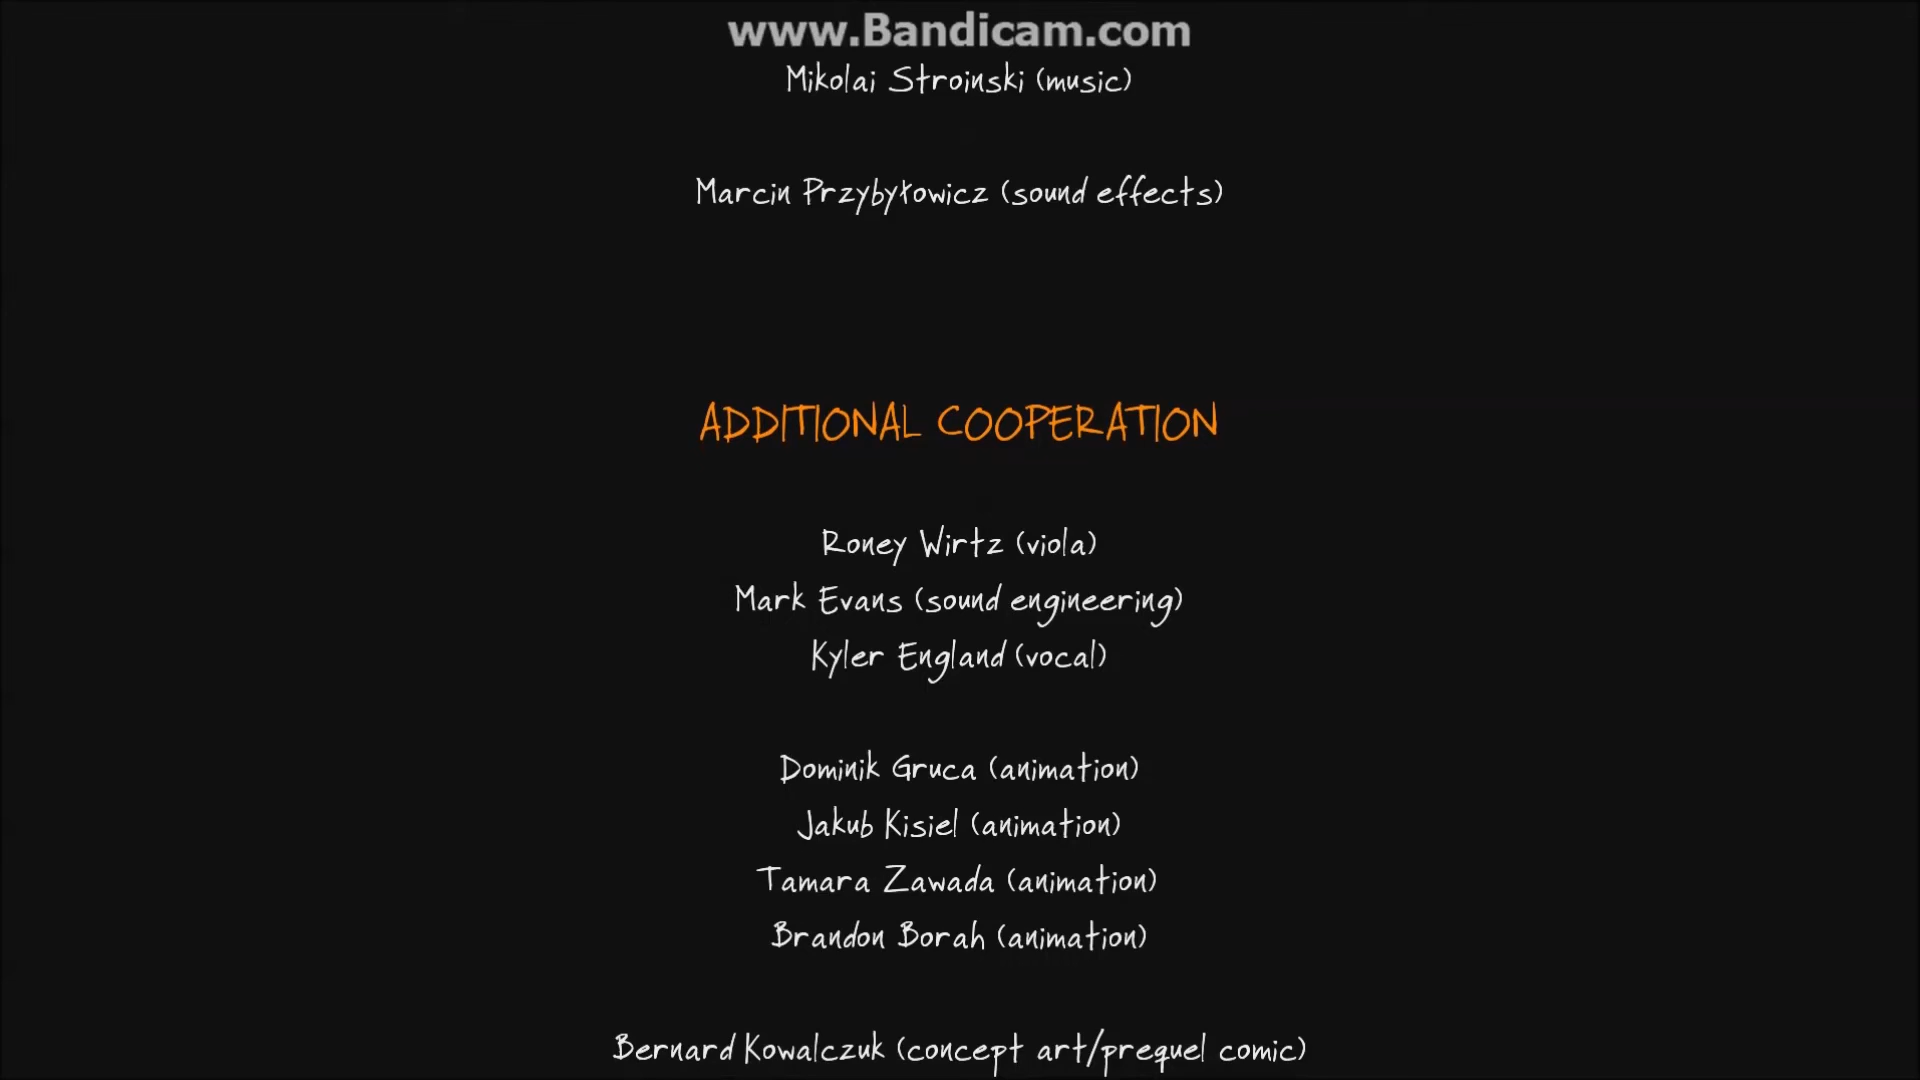 www.Bandicam.com
Mikolai Stroinski (music)
Marcin Przybyłowicz (sound effects)
ADDITIONAL COOPERATION
Roney Wirtz (viola)
Mark Evans (sound engineering)
Kyler England (vocal)
Dominik Gruca (animation)
Jakub Kisiel (animation)
Tamara Zawada (animation)
Brandon Borah (animation)
Bernard Kowalczuk (concept art/prequel comic)